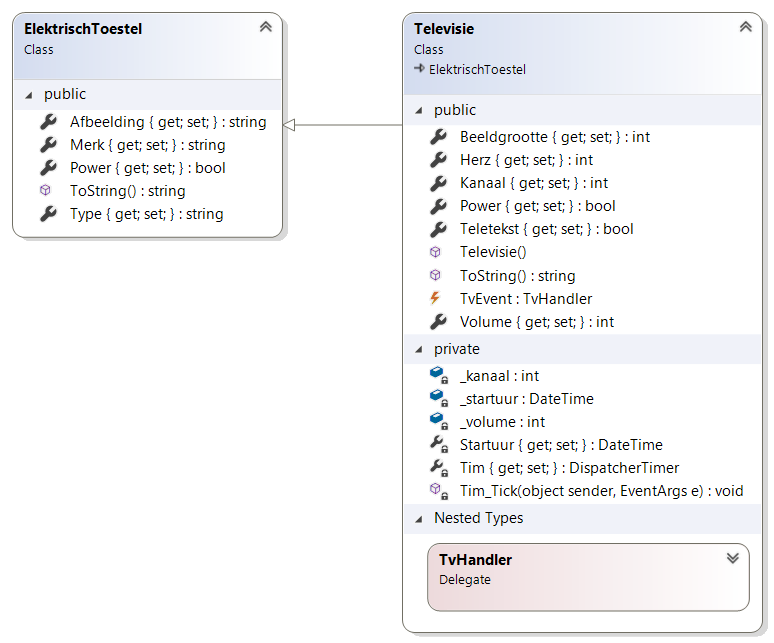 ElektrischToestel
Class
public
Afbeelding { get; set; } : string
Merk { get; set; } : string
Power { get; set; } : bool
ToString() : string
Type { get; set; } : string
Televisie
Class
ElektrischToestel
public
Beeldgrootte { get; set; } : int
Herz { get; set; } : int
Kanaal { get; set; } : int
Power { get; set; } : bool
Teletekst { get; set; } : bool
Televisie()
ToString() : string
TvEvent : TvHandler
Volume { get; set; } : int
private
_kanaal : int
_startuur : DateTime
_volume : int
Startuur { get; set; } : DateTime
Tim { get; set; } : DispatcherTimer
Tim_Tick(object sender, EventArgs e) : void
Nested Types
TvHandler
Delegate